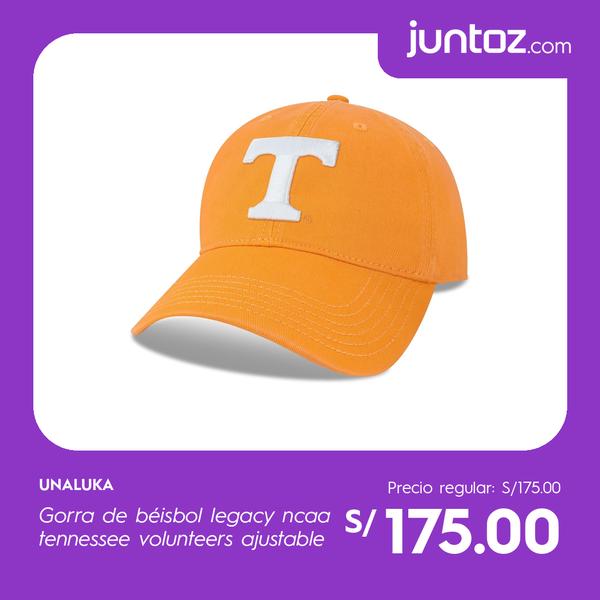 juntoz.com
T
UNALUKA
Gorra de béisbol legacy ncaa
tennessee volunteers ajustable
Precio regular: S/175.00
S/175.00